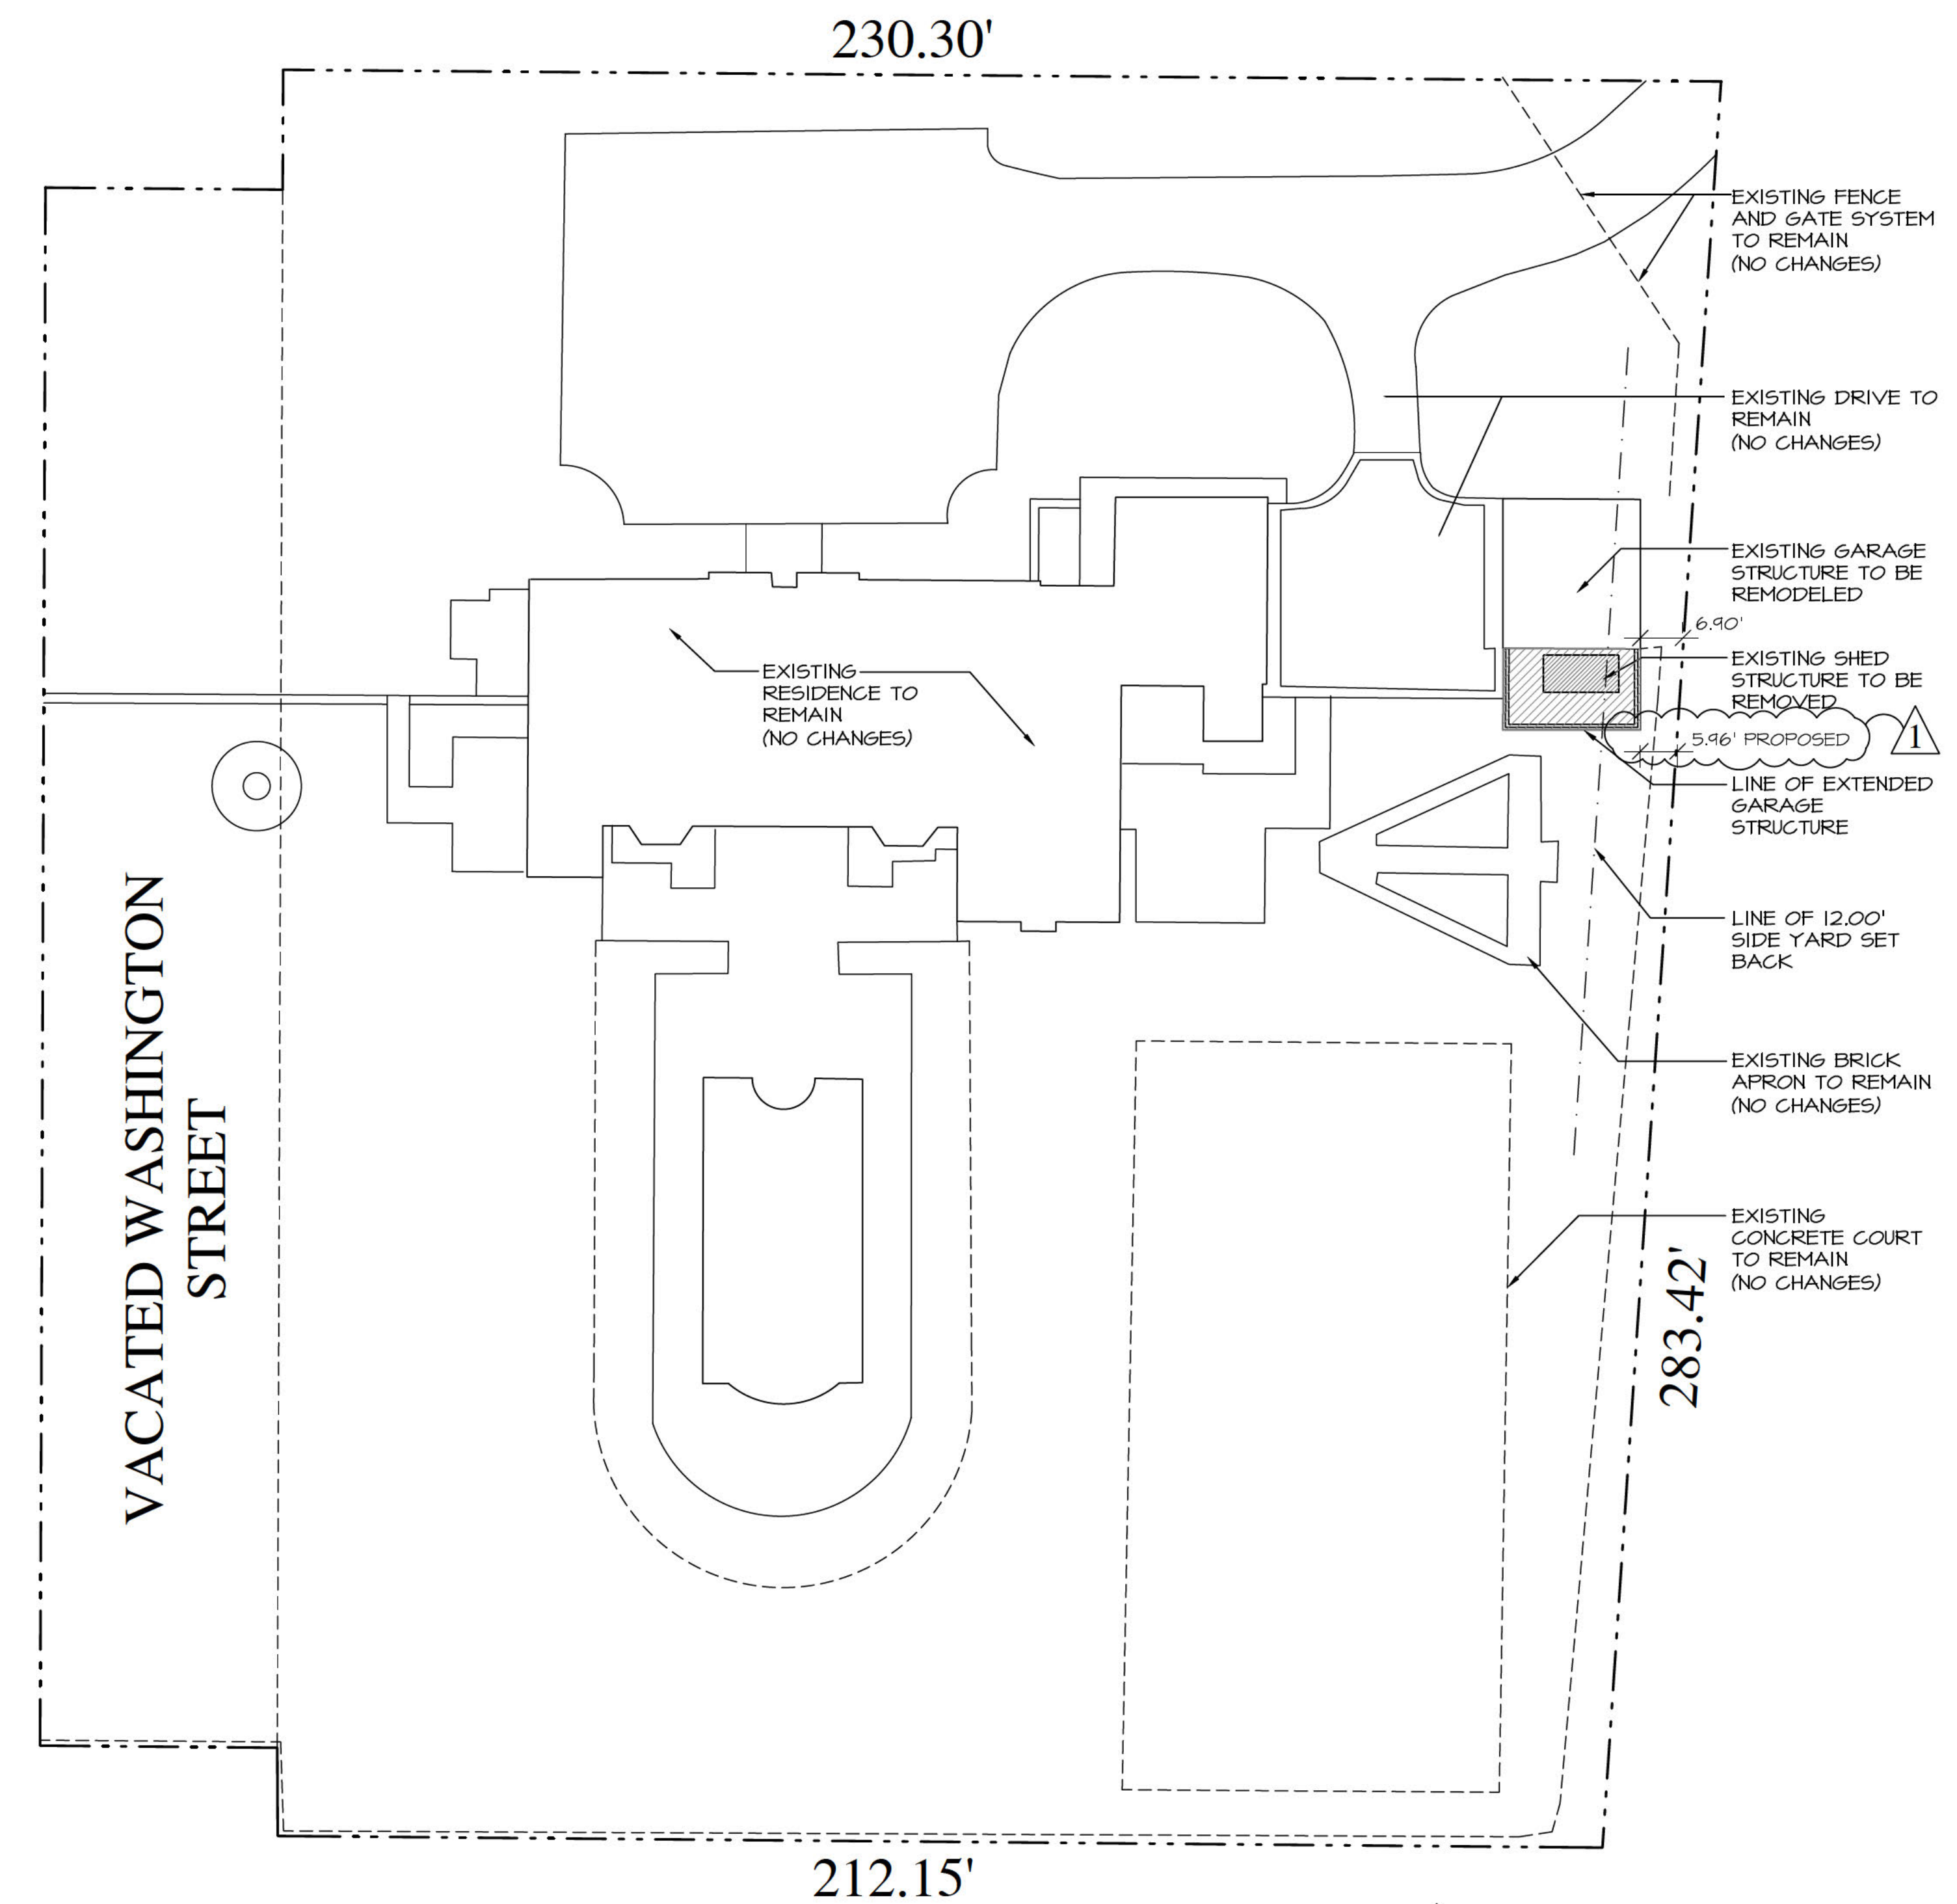 230.30'
EXISTING FENCE
AND GATE SYSTEM
TO REMAIN
(NO CHANGES)
EXISTING DRIVE TO
REMAIN
(NO CHANGES)
EXISTING GARAGE
STRUCTURE TO BE
REMODELED
6.90'
EXISTING SHED
STRUCTURE TO BE
REMOVED
5.96' PROPOSED
1
LINE OF EXTENDED
GARAGE
STRUCTURE
EXISTING
RESIDENCE TO
REMAIN
(NO CHANGES)
LINE OF 12.00'
SIDE YARD SET
BACK
EXISTING BRICK
APRON TO REMAIN
(NO CHANGES)
EXISTING
CONCRETE COURT
TO REMAIN
(NO CHANGES)
VACATED WASHINGTON
STREET
283.42'
212.15'